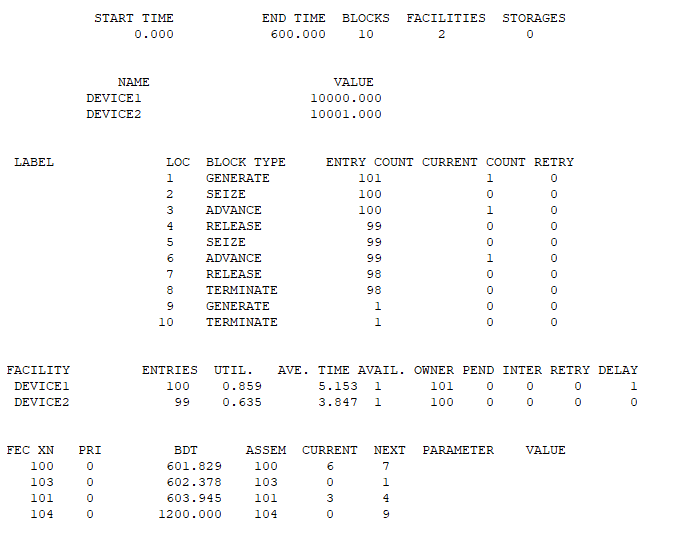 START TIME END TIME BLOCKS FACILITIES STORAGES
0.000 600.000 10 2 0
NAME VALUE
DEVICE1 10000.000
DEVICE2 10001.000
LABEL LOC BLOCK TYPE ENTRY COUNT CURRENT COUNT RETRY
1 GENERATE 101 1 0
2 SEIZE 100 0 0
3 ADVANCE 100 1 0
4 RELEASE 99 0 0
5 SEIZE 99 0 0
6 ADVANCE 99 1 0
7 RELEASE 98 0 0
8 TERMINATE 98 0 0
9 GENERATE 1 0 0
10 TERMINATE 1 0 0
FACILITY ENTRIES UTIL. AVE. TIME AVAIL. OWNER PEND INTER RETRY DELAY
DEVICE1 100 0.859 5.153 1 101 0 0 0 1
DEVICE2 99 0.635 3.847 1 100 0 0 0 0
FEC XN PRI BDT ASSEM CURRENT NEXT PARAMETER VALUE
100 0 601.829 100 6 7
103 0 602.378 103 0 1
101 0 603.945 101 3 4
104 0 1200.000 104 0 9